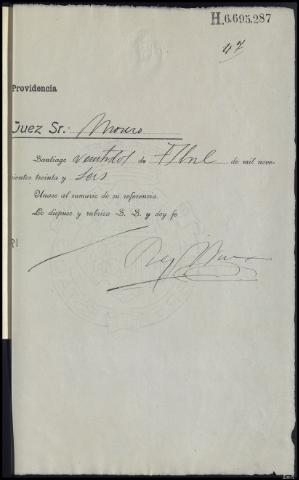 H.6.695.287
47
Providencia
Juez Sr. Moreno
Santiago veintidos de Abril de mil nove-
cientos treinta y seis
Unase al sumario de su referencia.
Lo dispuso y rubrica S. S. y doy fe